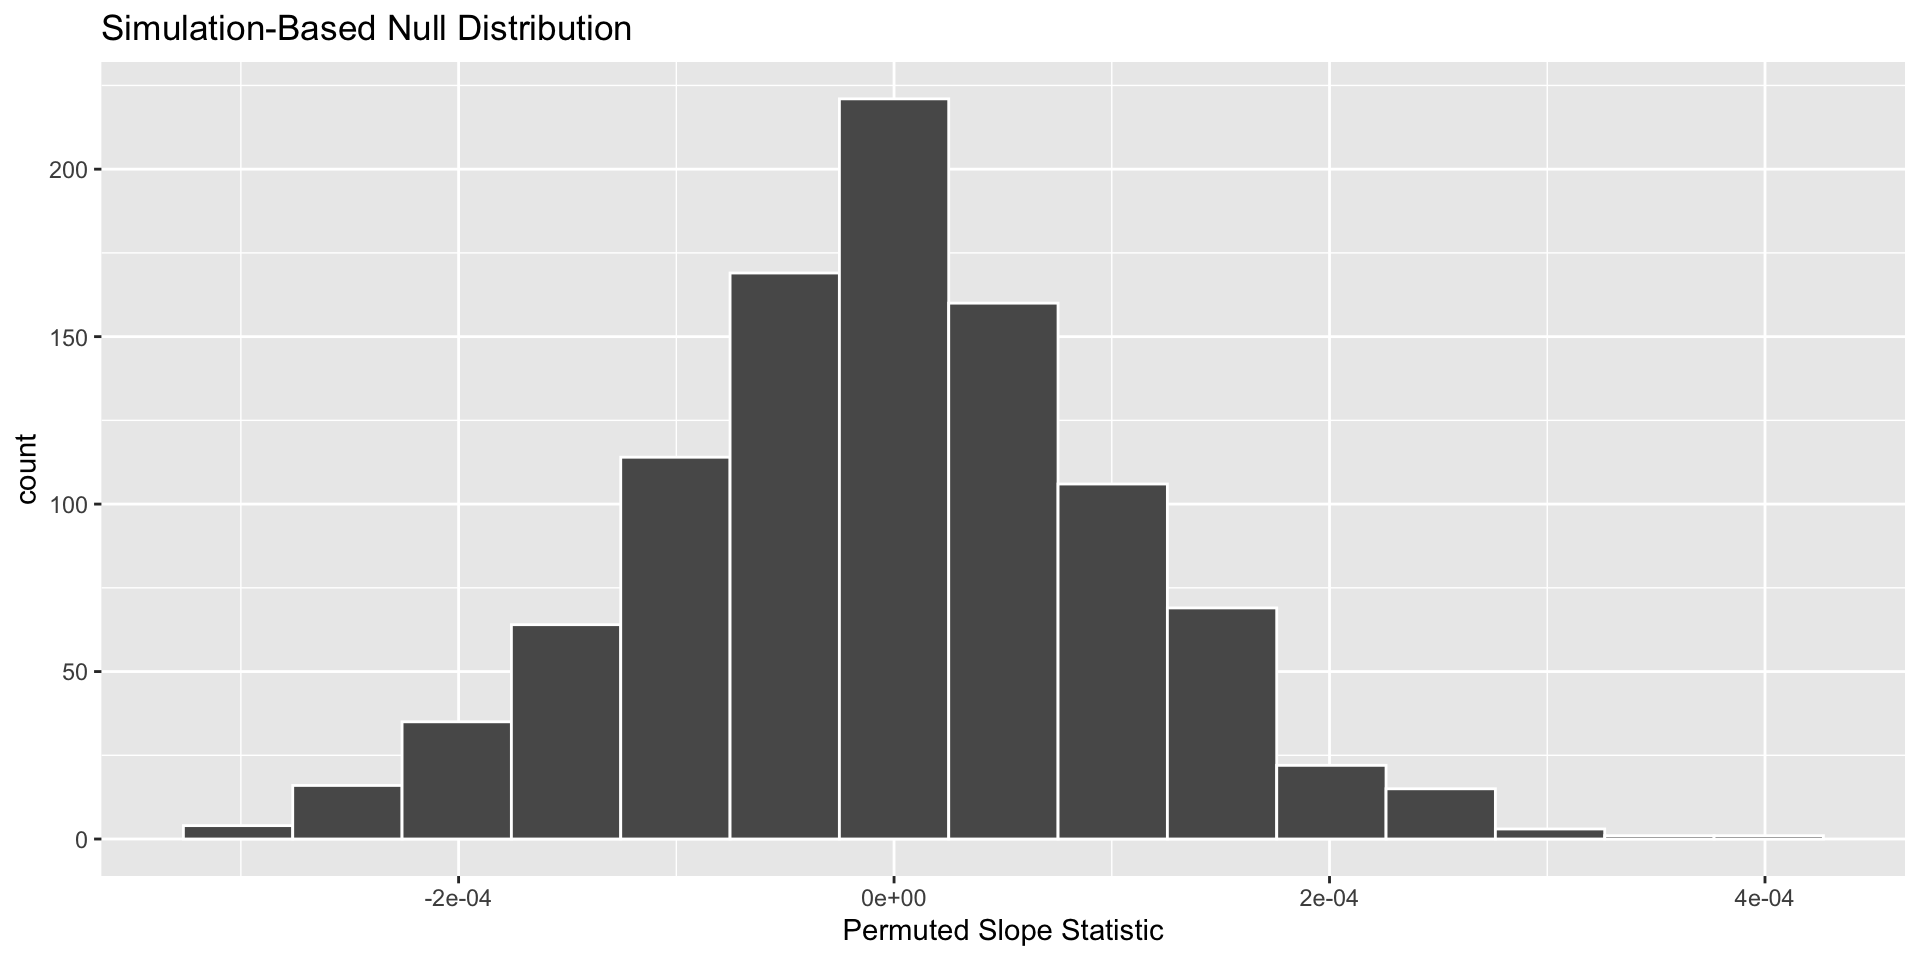 Simulation-Based Null Distribution
count
200
150
100
50
0
-2e-04
0e+00
2e-04
4e-04
Permuted Slope Statistic